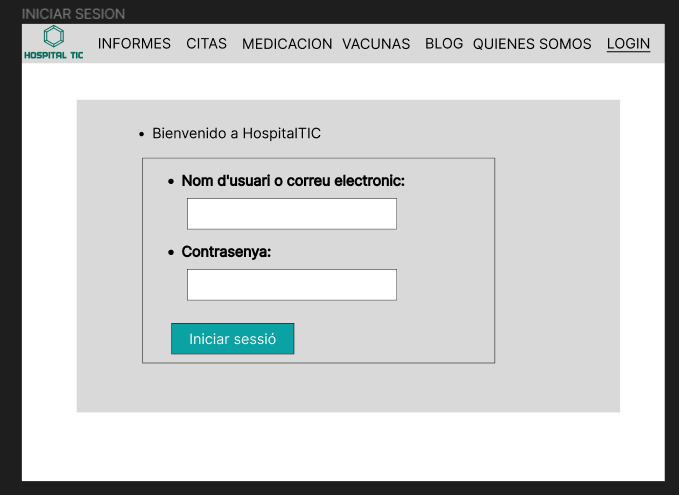 INICIAR SESION
HOSPITAL TIC INFORMES CITAS MEDICACION VACUNAS BLOG QUIENES SOMOS LOGIN
• Bienvenido a HospitalTIC
• Nom d'usuari o correu electronic:
• Contrasenya:
Iniciar sessió